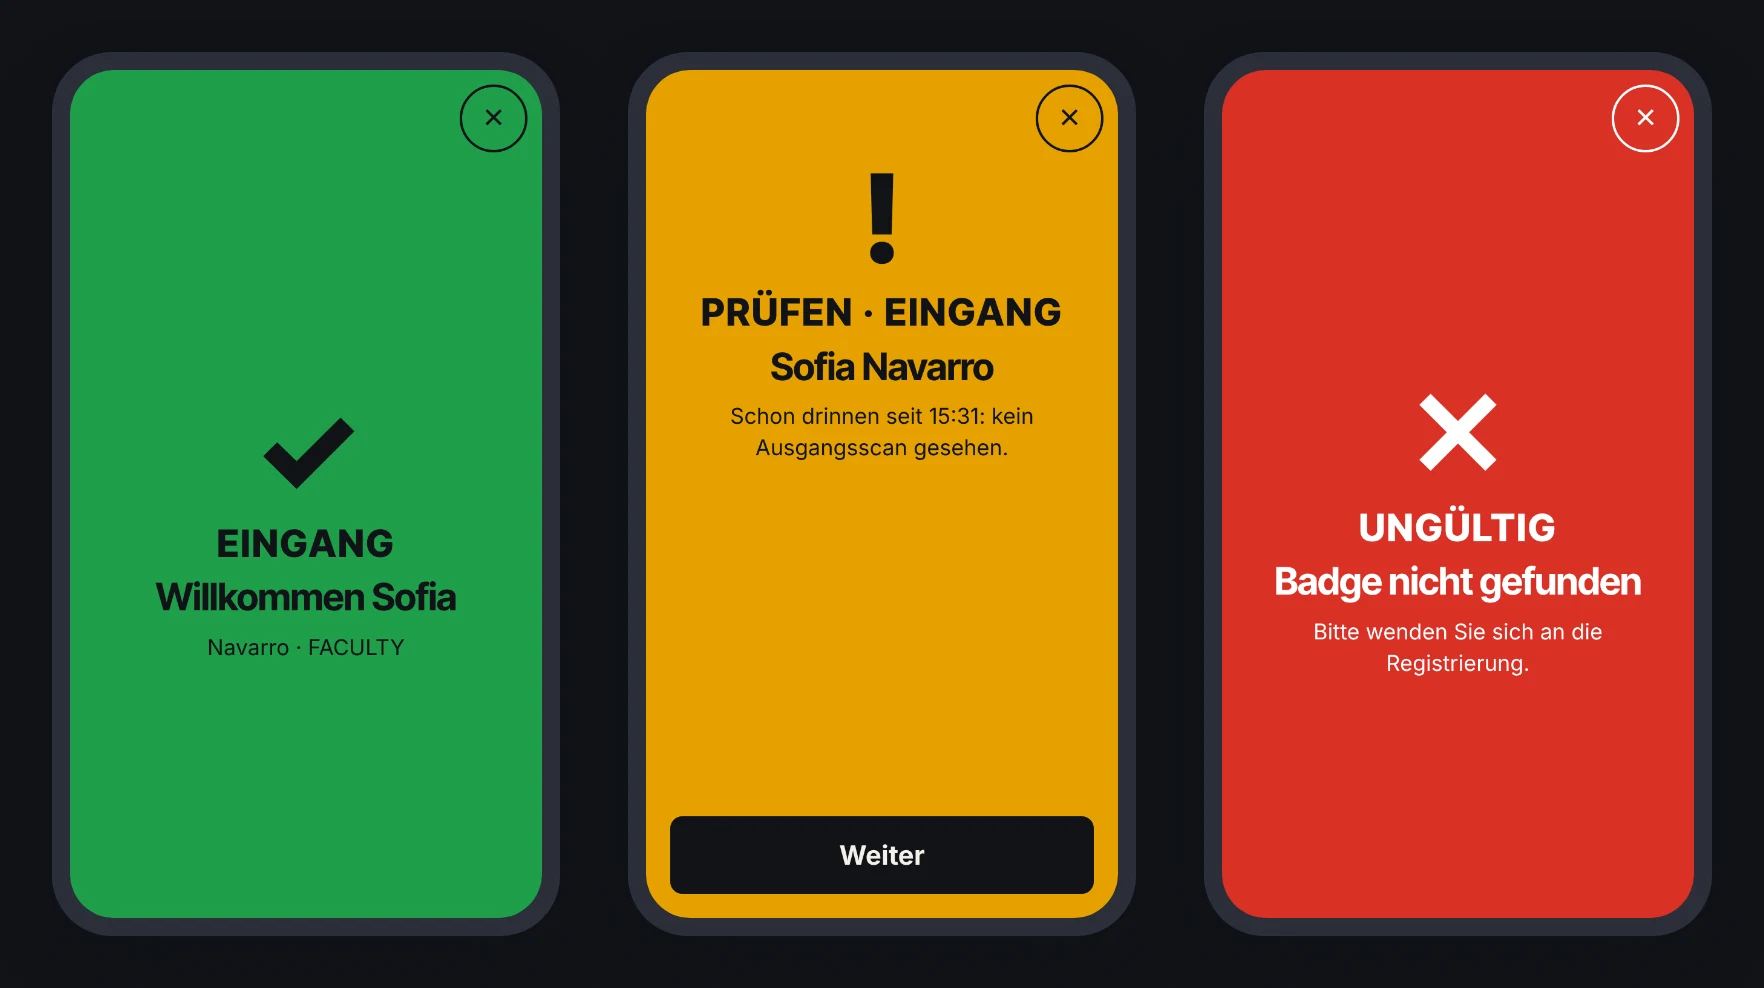 EINGANG
Willkommen Sofia
Navarro · FACULTY
PRÜFEN · EINGANG
Sofia Navarro
Schon drinnen seit 15:31: kein
Ausgangsscan gesehen.
Weiter
UNGÜLTIG
Badge nicht gefunden
Bitte wenden Sie sich an die
Registrierung.